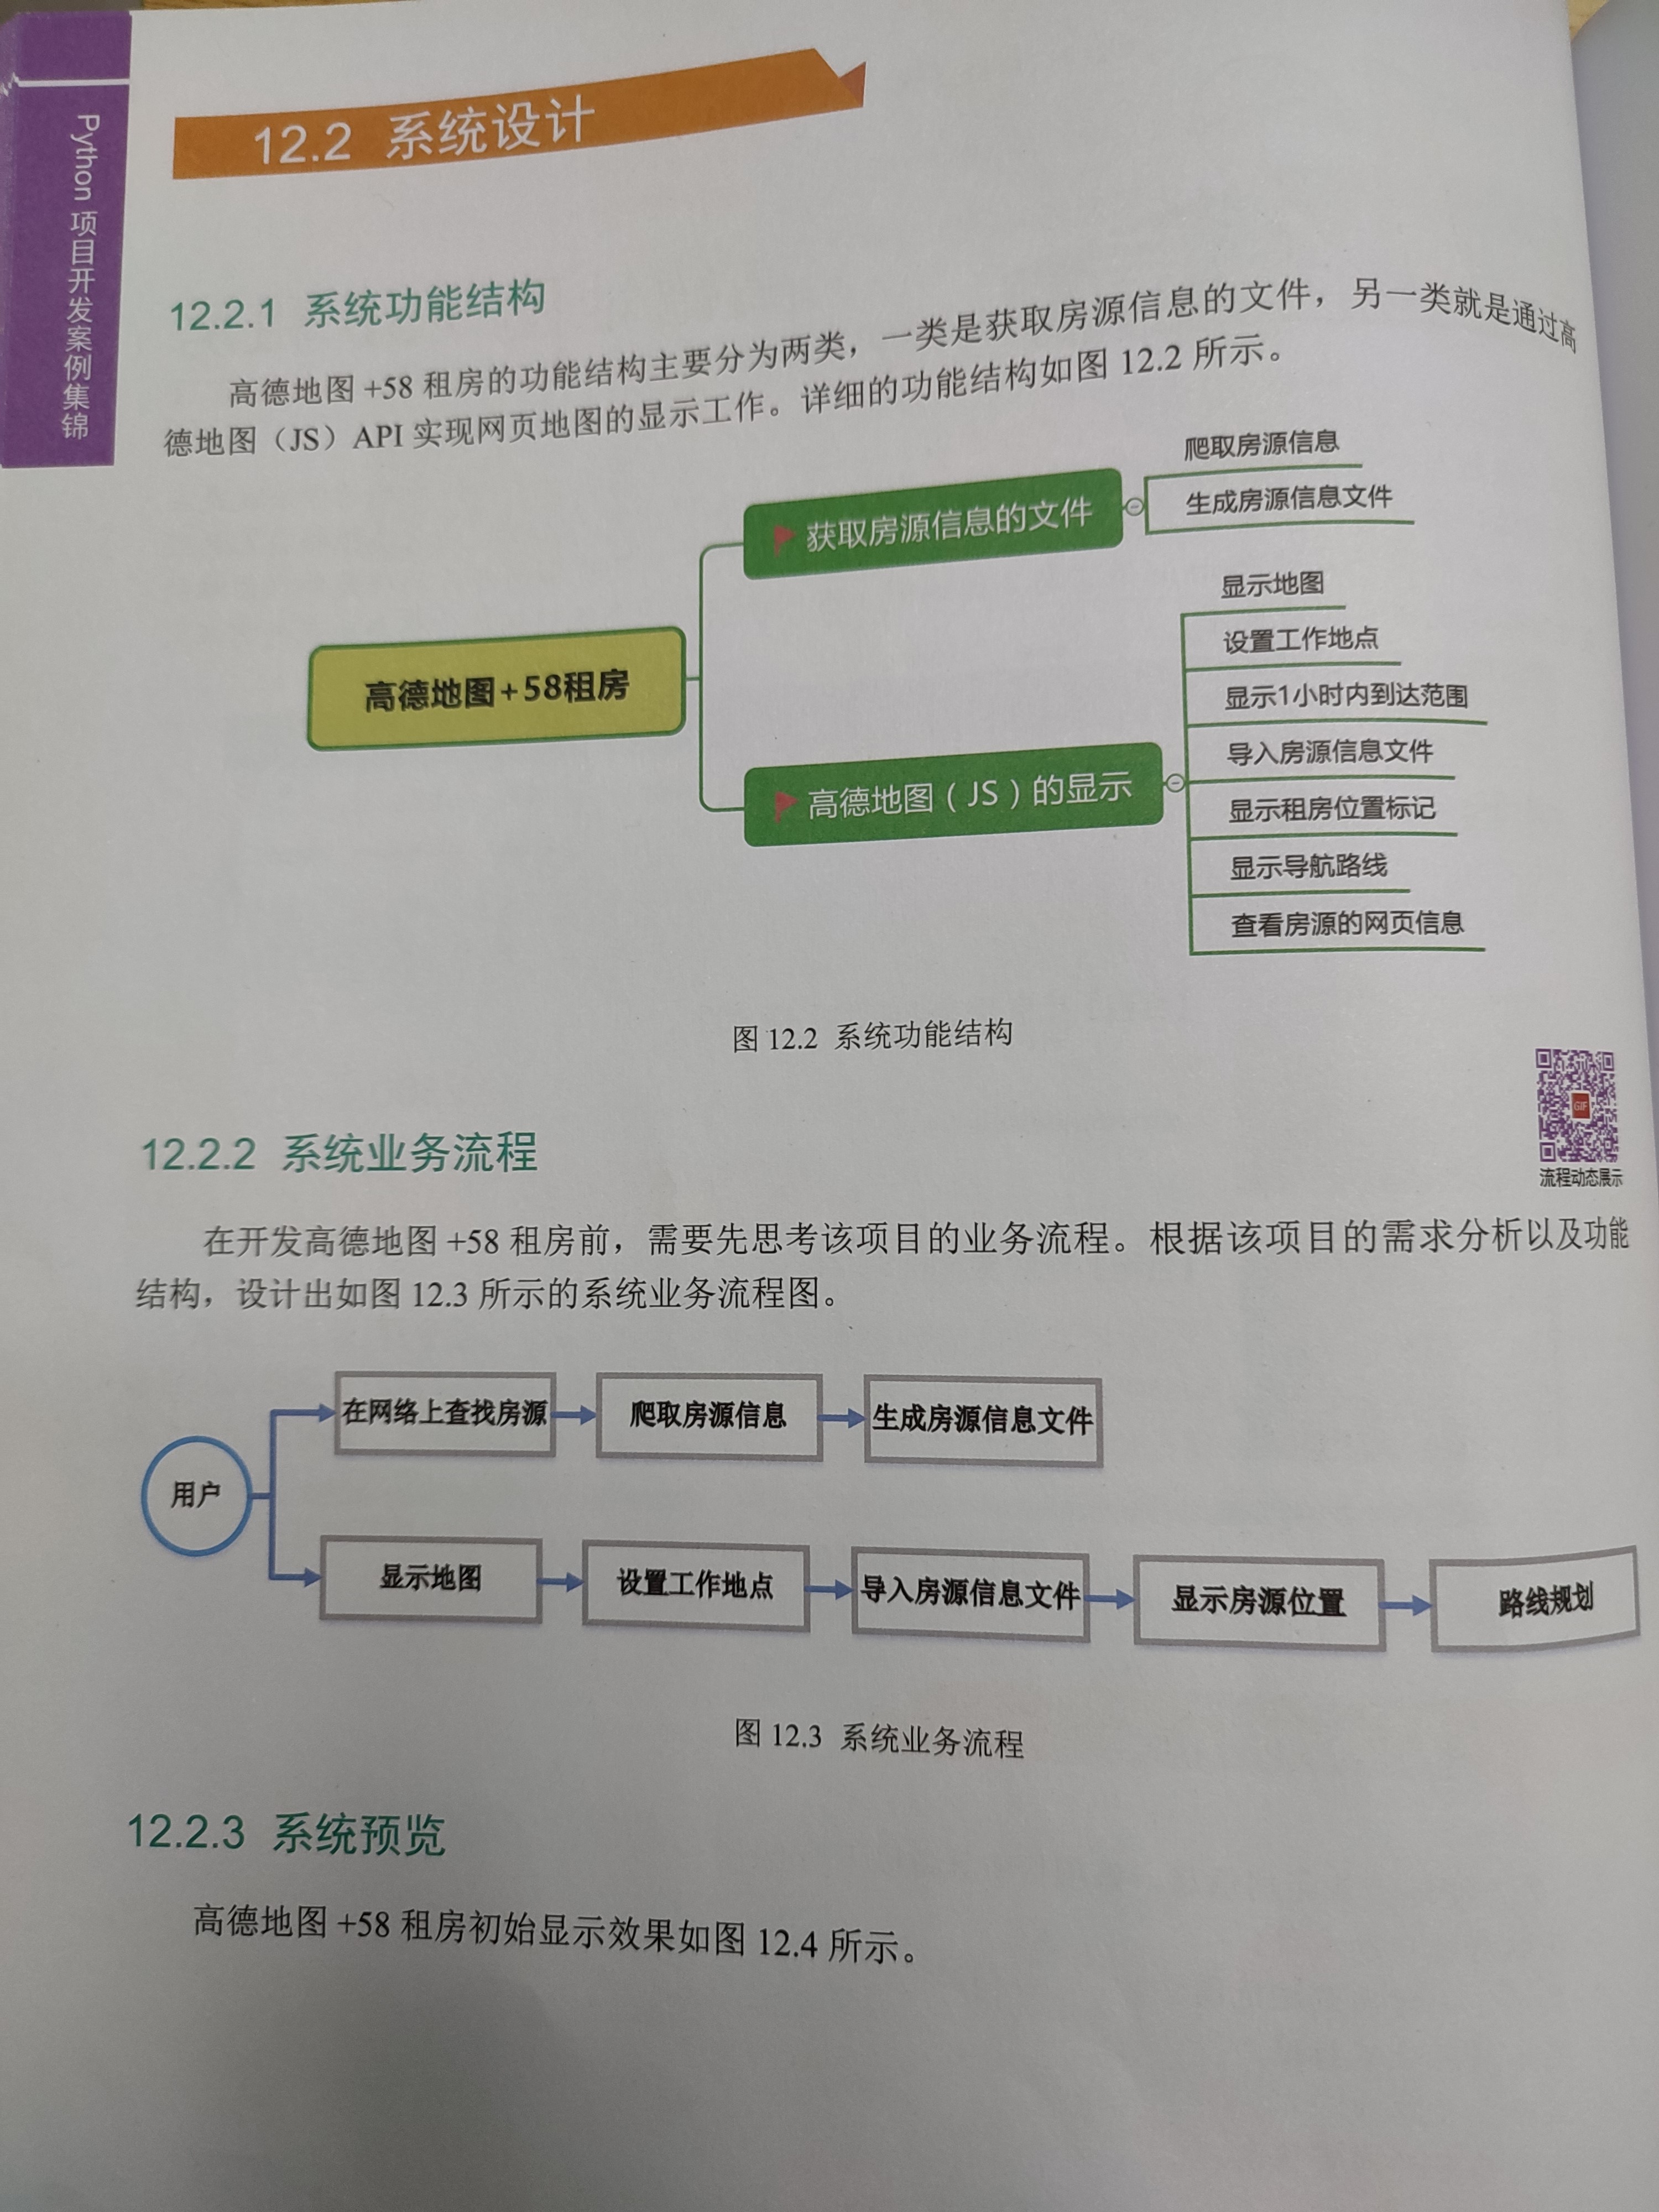 Python 项目开发案例集锦
12.2 系统设计
12.2.1 系统功能结构
高德地图 +58 租房的功能结构主要分为两类，一类是获取房源信息的文件，另一类就是通过高
德地图（JS）API 实现网页地图的显示工作。详细的功能结构如图 12.2 所示。
高德地图+58租房
获取房源信息的文件
爬取房源信息
生成房源信息文件
高德地图（JS）的显示
显示地图
设置工作地点
显示1小时内到达范围
导入房源信息文件
显示租房位置标记
显示导航路线
查看房源的网页信息
图 12.2 系统功能结构
GIF
流程动态展示
12.2.2 系统业务流程
在开发高德地图 +58 租房前，需要先思考该项目的业务流程。根据该项目的需求分析以及功能
结构，设计出如图 12.3 所示的系统业务流程图。
用户
在网络上查找房源
爬取房源信息
生成房源信息文件
显示地图
设置工作地点
导入房源信息文件
显示房源位置
路线规划
图 12.3 系统业务流程
12.2.3 系统预览
高德地图 +58 租房初始显示效果如图 12.4 所示。